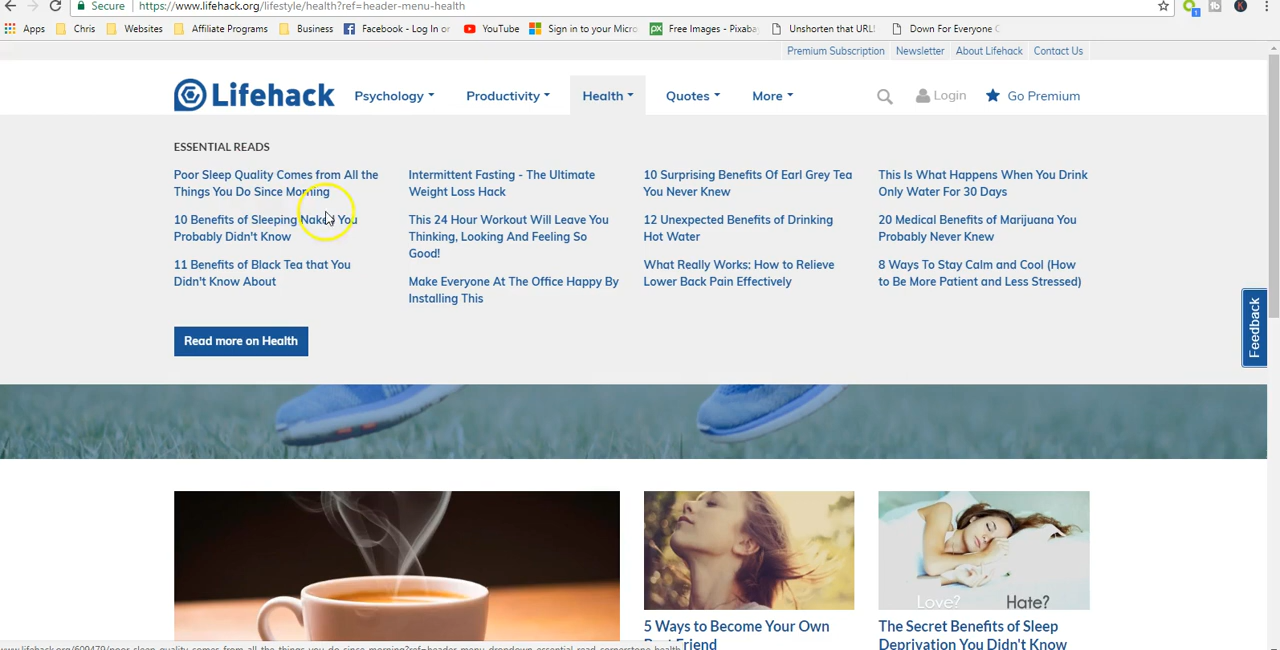 Secure https://www.lifehack.org/lifestyle/health?ref=header-menu-health
Apps Chris Websites Affiliate Programs Business Facebook - Log In or YouTube Sign in to your Micro Free Images - Pixaba Unshorten that URL! Down For Everyone
Premium Subscription Newsletter About Lifehack Contact Us
Lifehack Psychology Productivity Health Quotes More Login Go Premium
ESSENTIAL READS
Poor Sleep Quality Comes from All the
Things You Do Since Morning
10 Benefits of Sleeping Naked You
Probably Didn't Know
11 Benefits of Black Tea that You
Didn't Know About
Intermittent Fasting - The Ultimate
Weight Loss Hack
This 24 Hour Workout Will Leave You
Thinking, Looking And Feeling So
Good!
Make Everyone At The Office Happy By
Installing This
10 Surprising Benefits Of Earl Grey Tea
You Never Knew
12 Unexpected Benefits of Drinking
Hot Water
What Really Works: How to Relieve
Lower Back Pain Effectively
This Is What Happens When You Drink
Only Water For 30 Days
20 Medical Benefits of Marijuana You
Probably Never Knew
8 Ways To Stay Calm and Cool (How
to Be More Patient and Less Stressed)
Read more on Health
Feedback
5 Ways to Become Your Own
Best Friend
Love? Hate?
The Secret Benefits of Sleep
Deprivation You Didn't Know